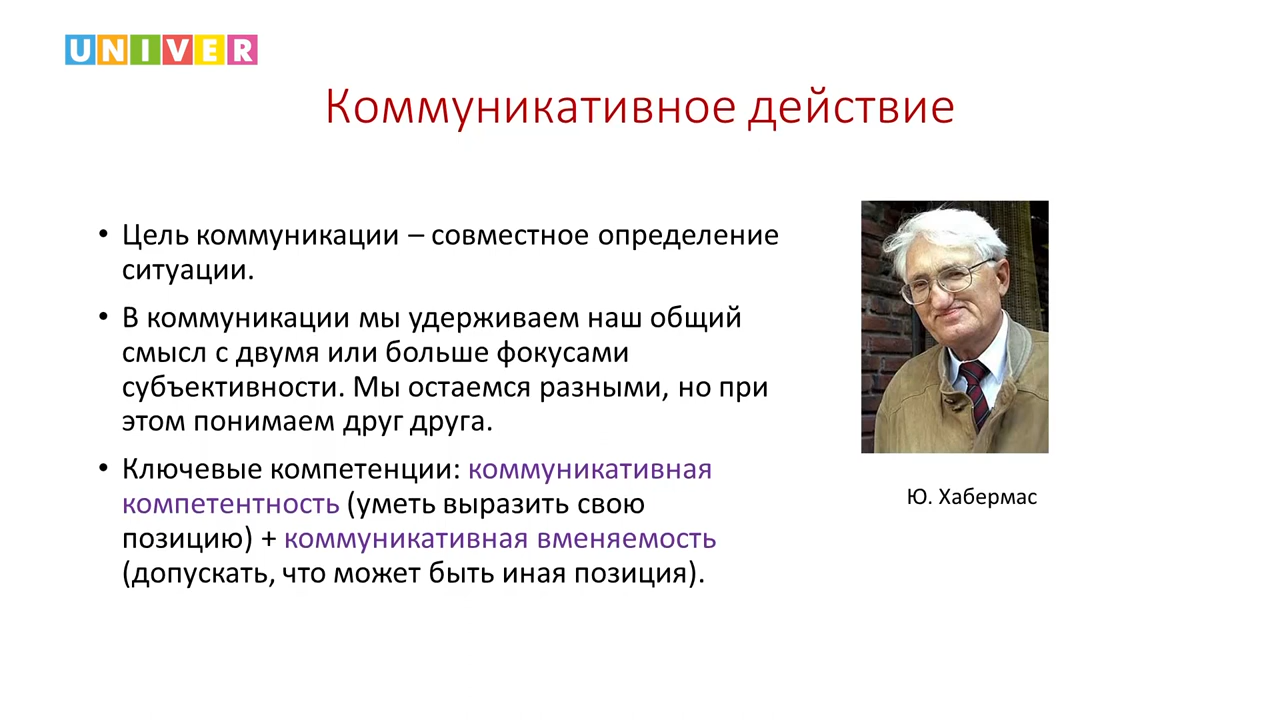 UNIVER
Коммуникативное действие
• Цель коммуникации – совместное определение
ситуации.
• В коммуникации мы удерживаем наш общий
смысл с двумя или больше фокусами
субъективности. Мы остаемся разными, но при
этом понимаем друг друга.
• Ключевые компетенции: коммуникативная
компетентность (уметь выразить свою
позицию) + коммуникативная вменяемость
(допускать, что может быть иная позиция).
Ю. Хабермас